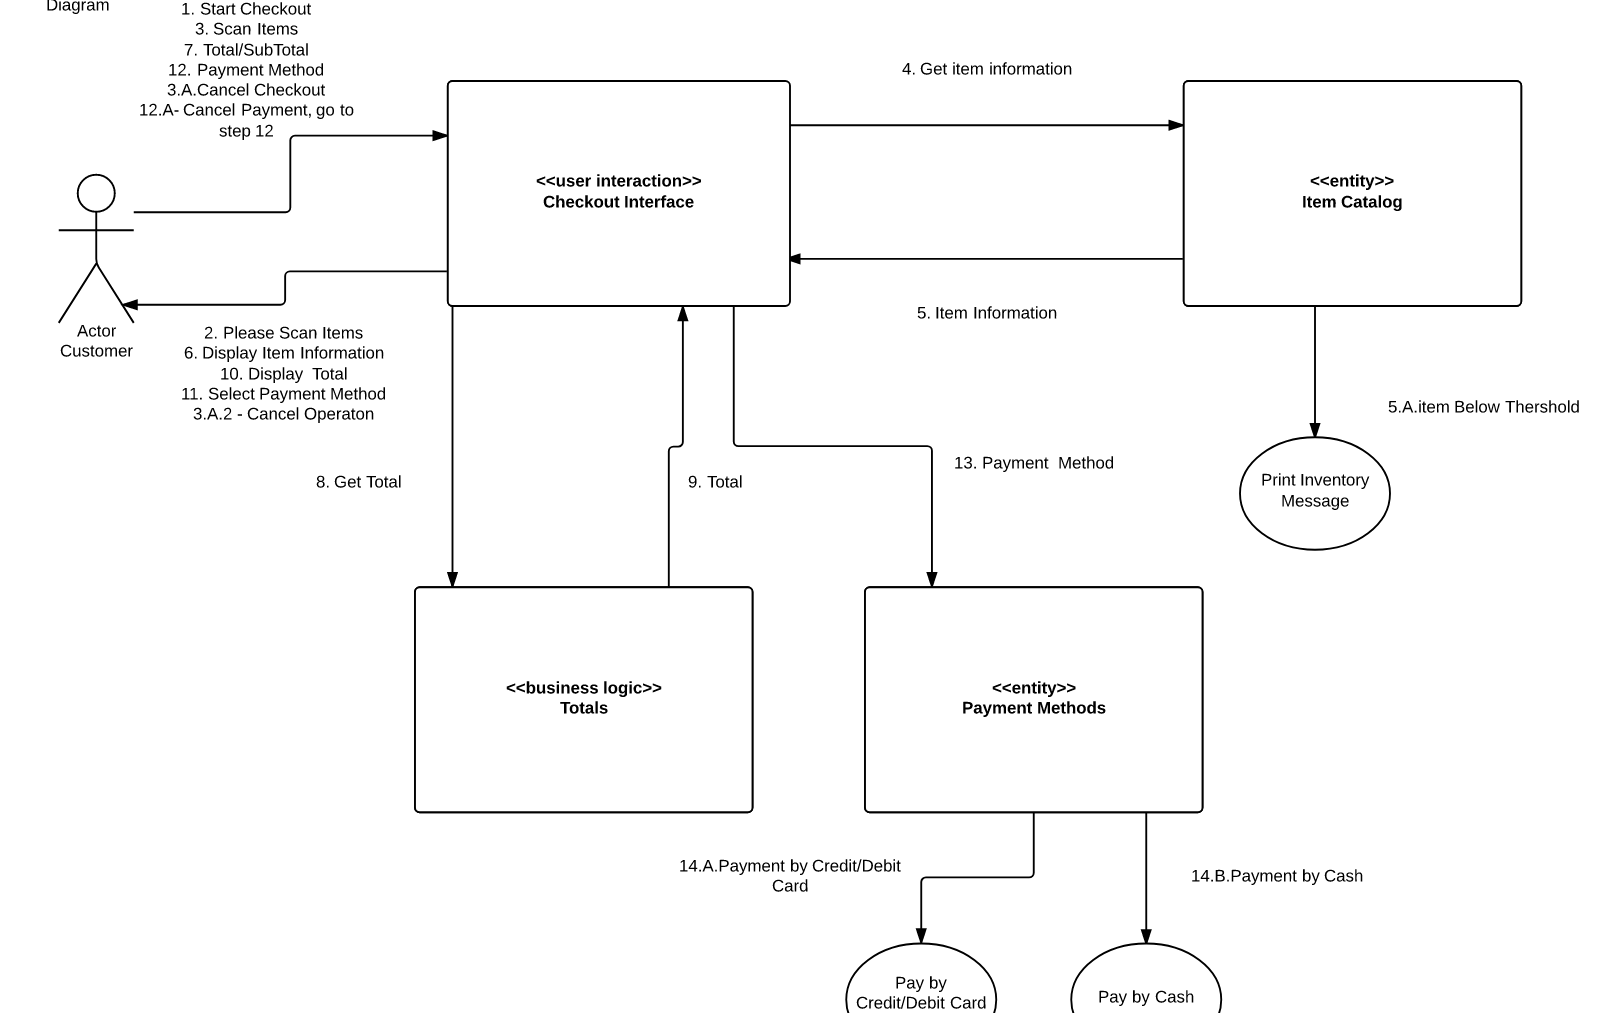 Diagram
1. Start Checkout
3. Scan Items
7. Total/SubTotal
12. Payment Method
3.A.Cancel Checkout
12.A- Cancel Payment, go to
step 12
4. Get item information
<<user interaction>>
Checkout Interface
<<entity>>
Item Catalog
5. Item Information
Actor
Customer
2. Please Scan Items
6. Display Item Information
10. Display Total
11. Select Payment Method
3.A.2 - Cancel Operaton
5.A.item Below Thershold
8. Get Total
9. Total
13. Payment Method
Print Inventory
Message
<<business logic>>
Totals
<<entity>>
Payment Methods
14.A.Payment by Credit/Debit
Card
14.B.Payment by Cash
Pay by
Credit/Debit Card
Pay by Cash